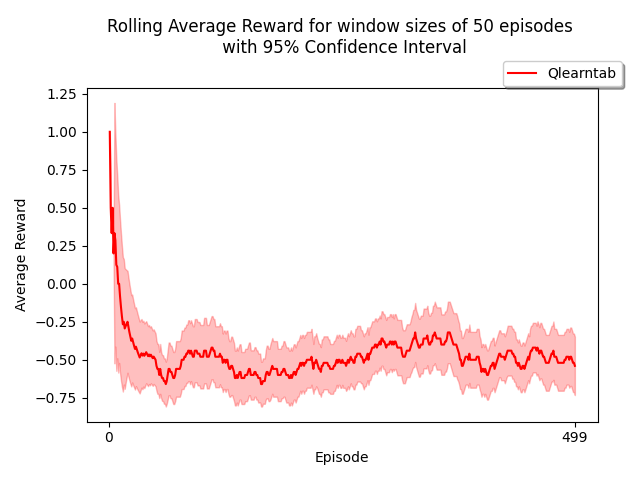 Rolling Average Reward for window sizes of 50 episodes
with 95% Confidence Interval
Qlearntab
1.25
1.00
0.75
0.50
0.25
0.00
−0.25
−0.50
−0.75
Average Reward
0
499
Episode